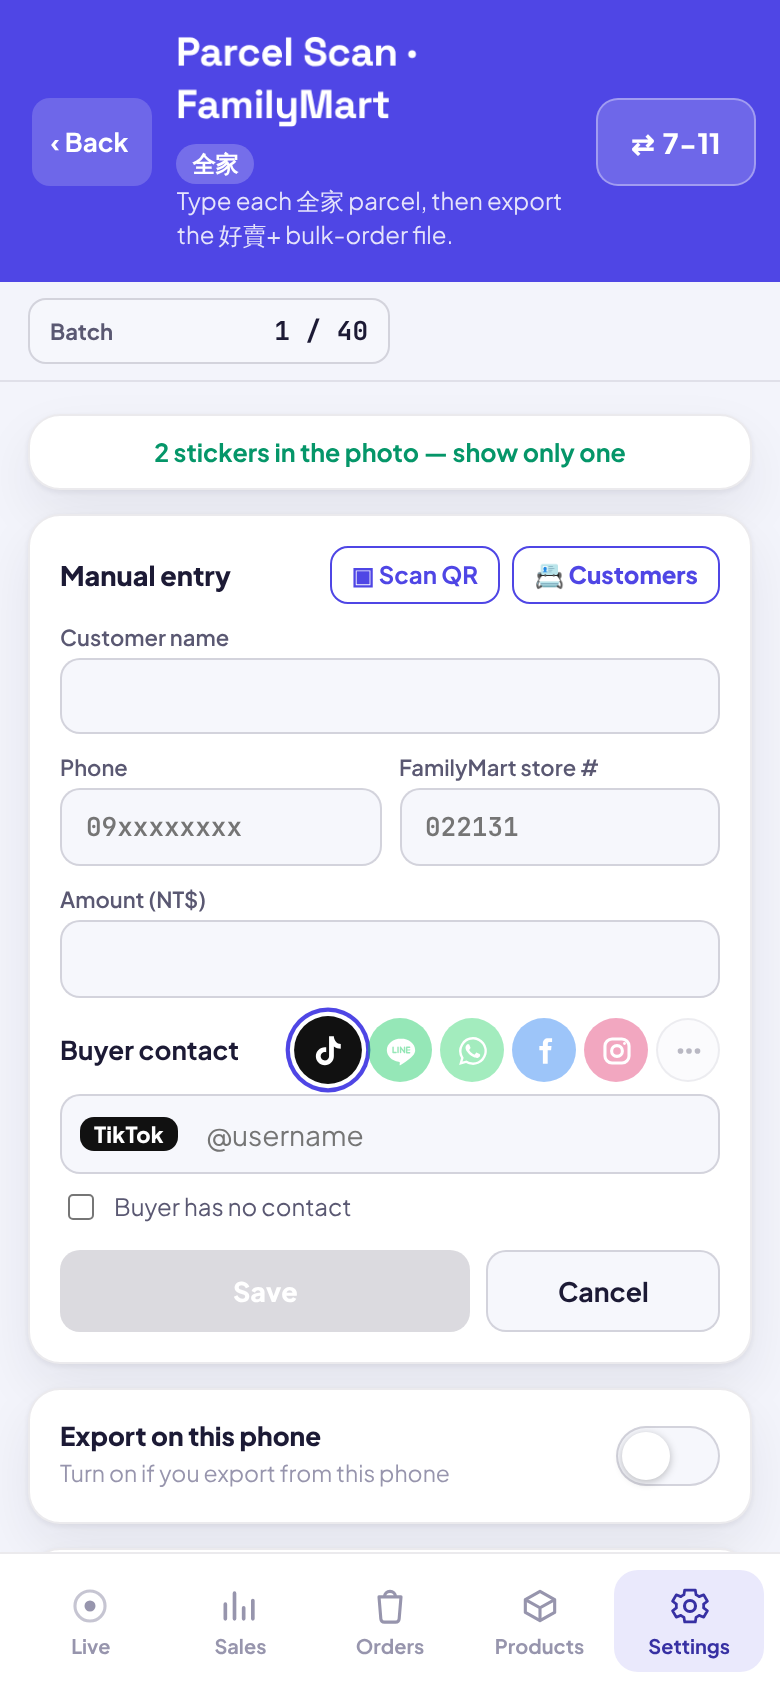 Parcel Scan ·
FamilyMart
‹ Back
⇄ 7-11
全家
Type each 全家 parcel, then export
the 好賣+ bulk-order file.
Batch 1 / 40
2 stickers in the photo — show only one
Manual entry
▣ Scan QR
📇 Customers
Customer name
Phone
FamilyMart store #
09xxxxxxxx
022131
Amount (NT$)
Buyer contact
LINE
TikTok @username
Buyer has no contact
Save
Cancel
Export on this phone
Turn on if you export from this phone
Live
Sales
Orders
Products
Settings